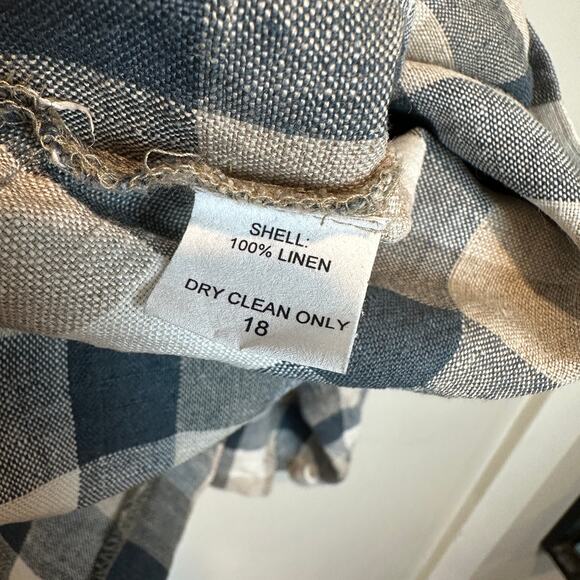 SHELL:
100% LINEN
DRY CLEAN ONLY
18